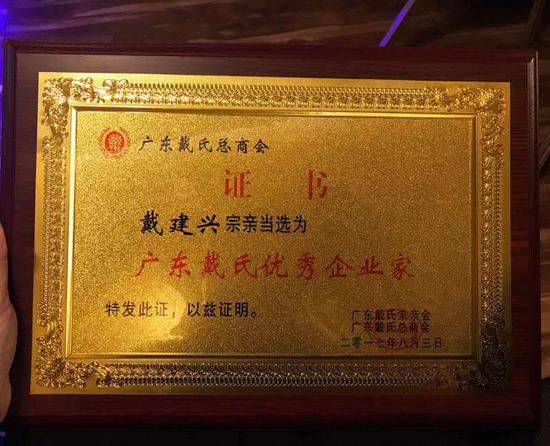 广东戴氏总商会
证书
戴建兴宗亲当选为
广东戴氏优秀企业家
特发此证，以兹证明。
广东戴氏宗亲会
广东戴氏总商会
二〇一七年八月三日